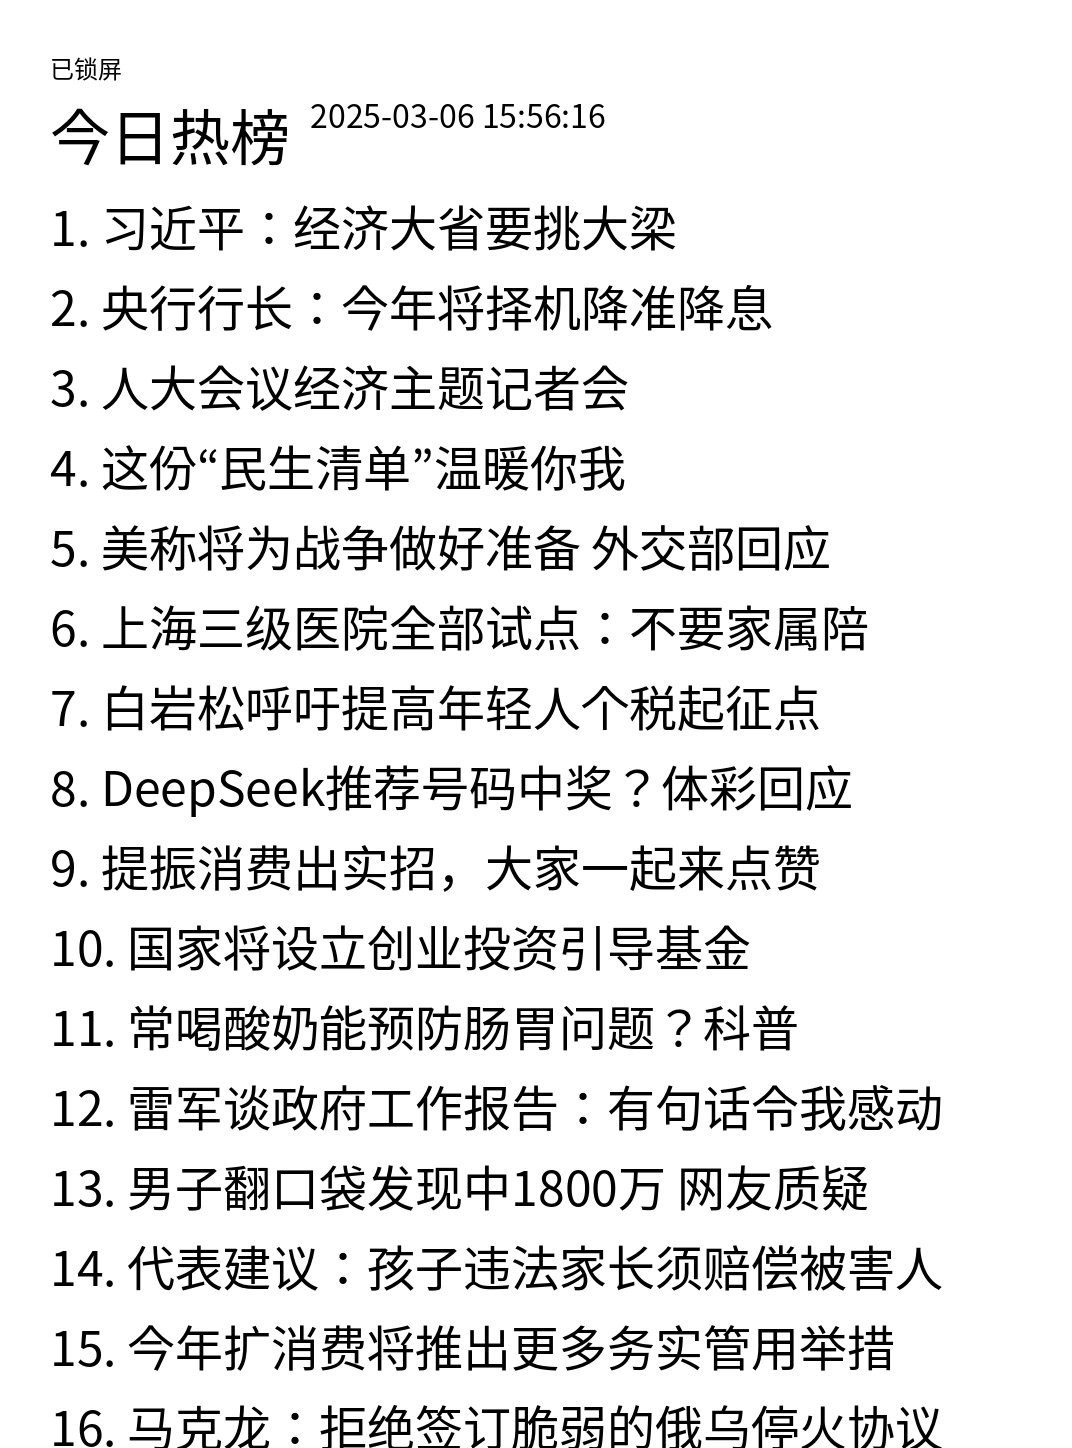 已锁屏
今日热榜 2025-03-06 15:56:16
1. 习近平：经济大省要挑大梁
2. 央行行长：今年将择机降准降息
3. 人大会议经济主题记者会
4. 这份“民生清单”温暖你我
5. 美称将为战争做好准备 外交部回应
6. 上海三级医院全部试点：不要家属陪
7. 白岩松呼吁提高年轻人个税起征点
8. DeepSeek推荐号码中奖？体彩回应
9. 提振消费出实招，大家一起来点赞
10. 国家将设立创业投资引导基金
11. 常喝酸奶能预防肠胃问题？科普
12. 雷军谈政府工作报告：有句话令我感动
13. 男子翻口袋发现中1800万 网友质疑
14. 代表建议：孩子违法家长须赔偿被害人
15. 今年扩消费将推出更多务实管用举措
16. 马克龙：拒绝签订脆弱的俄乌停火协议